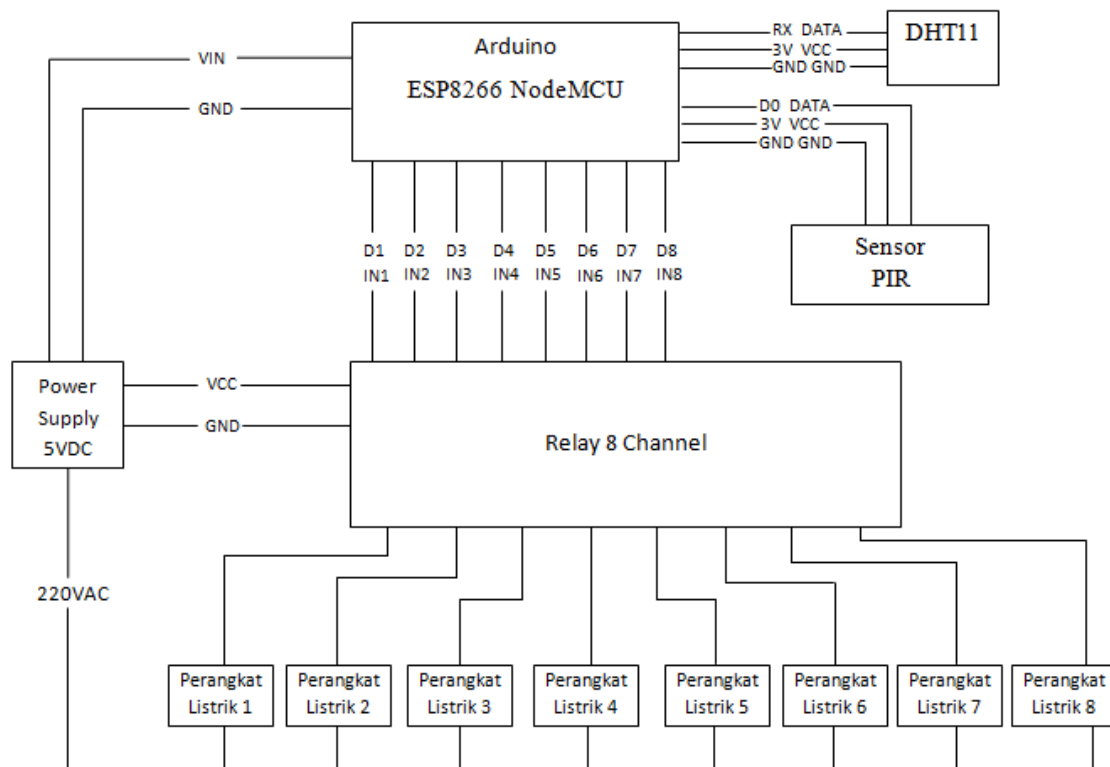 Arduino
ESP8266 NodeMCU
VIN
GND
RX DATA
3V VCC
GND GND
DHT11
D0 DATA
3V VCC
GND GND
Sensor
PIR
D1 D2 D3 D4 D5 D6 D7 D8
IN1 IN2 IN3 IN4 IN5 IN6 IN7 IN8
Power
Supply
5VDC
VCC
GND
Relay 8 Channel
220VAC
Perangkat
Listrik 1
Perangkat
Listrik 2
Perangkat
Listrik 3
Perangkat
Listrik 4
Perangkat
Listrik 5
Perangkat
Listrik 6
Perangkat
Listrik 7
Perangkat
Listrik 8